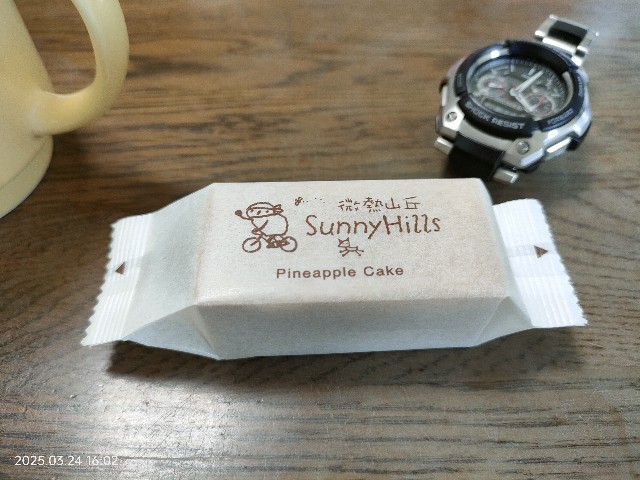 SHOCK RESIST
微熱山丘
SunnyHills
Pineapple Cake
2025.03.24 16:02